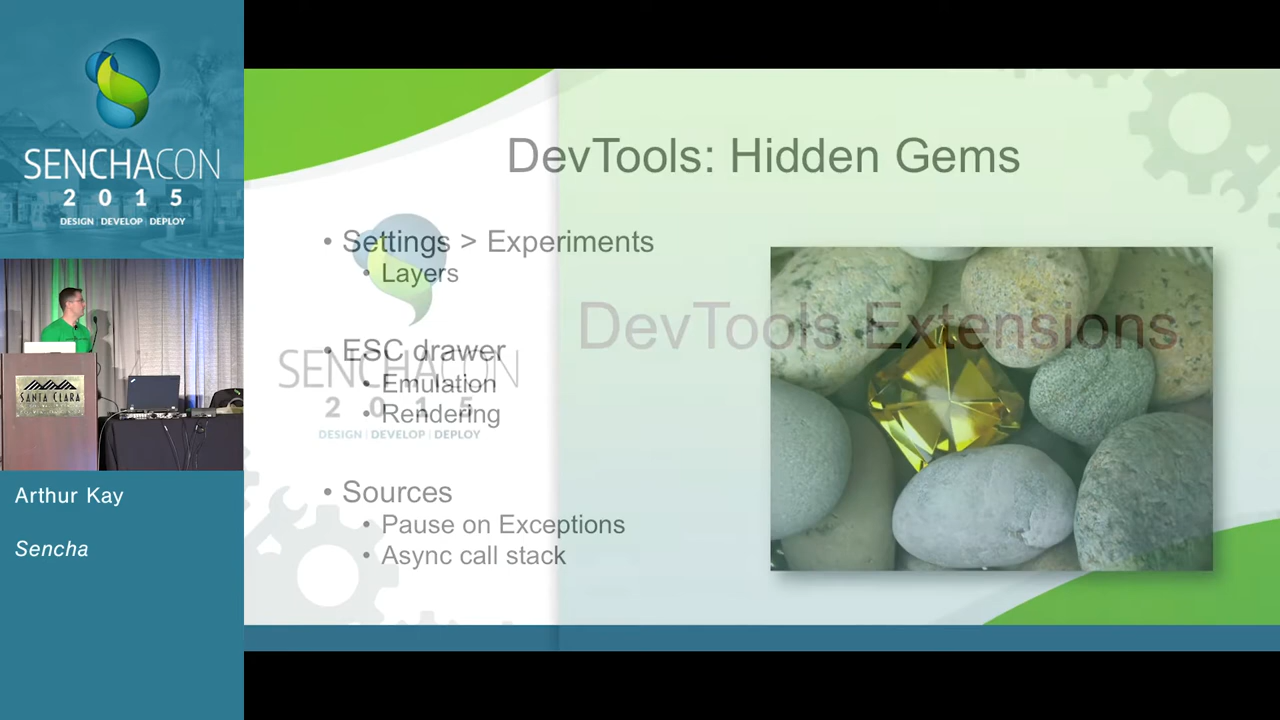 SENCHACON
2 0 1 5
DESIGN | DEVELOP | DEPLOY
SANTA CLARA
Arthur Kay
Sencha
DevTools: Hidden Gems
• Settings > Experiments
• Layers
• ESC drawer
• Emulation
• Rendering
• Sources
• Pause on Exceptions
• Async call stack
DevTools Extensions
SENCHACON
2 0 1 5
DESIGN | DEVELOP | DEPLOY